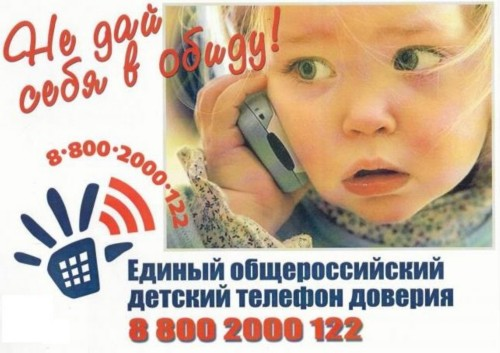 Не дай
себя в обиду!
8·800·2000·122
Единый общероссийский
детский телефон доверия
8 800 2000 122